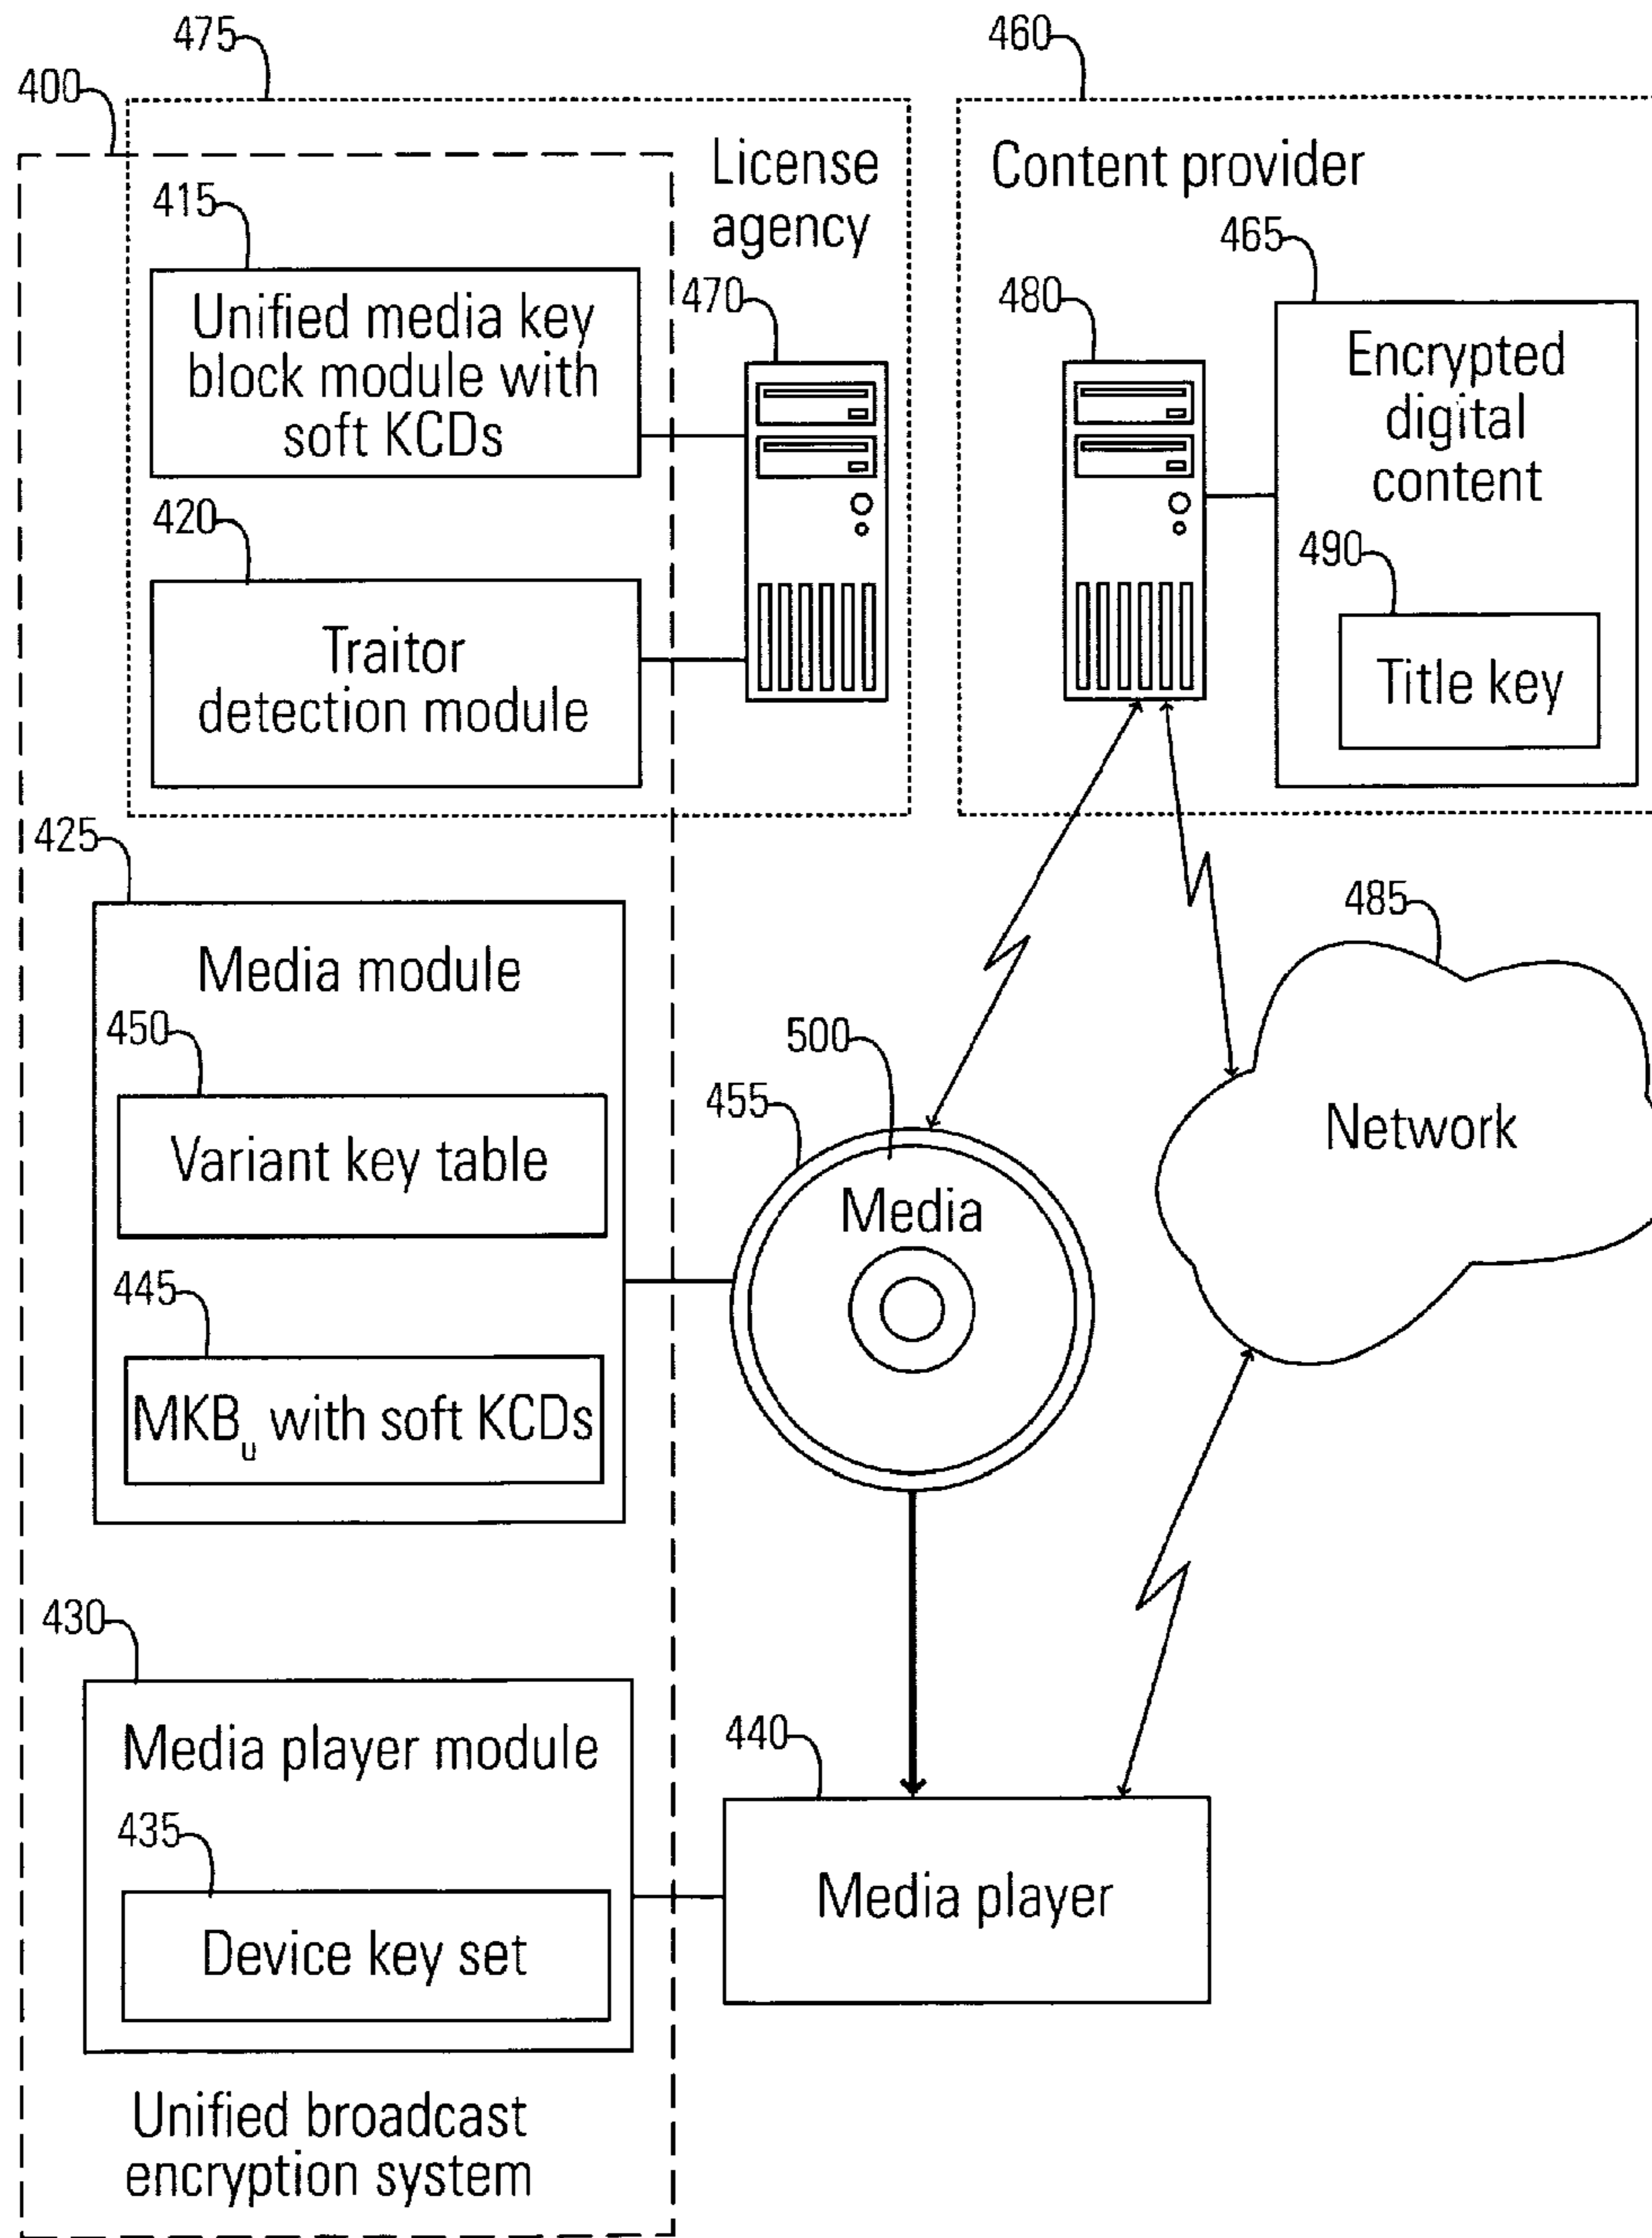 475
460
400
License
agency
Content provider
415
465
Unified media key
block module with
soft KCDs
470
480
Encrypted
digital
content
420
490
Traitor
detection module
Title key
425
485
Media module
450
500
455
Variant key table
Network
Media
445
MKBu with soft KCDs
430
Media player module
440
435
Media player
Device key set
Unified broadcast
encryption system